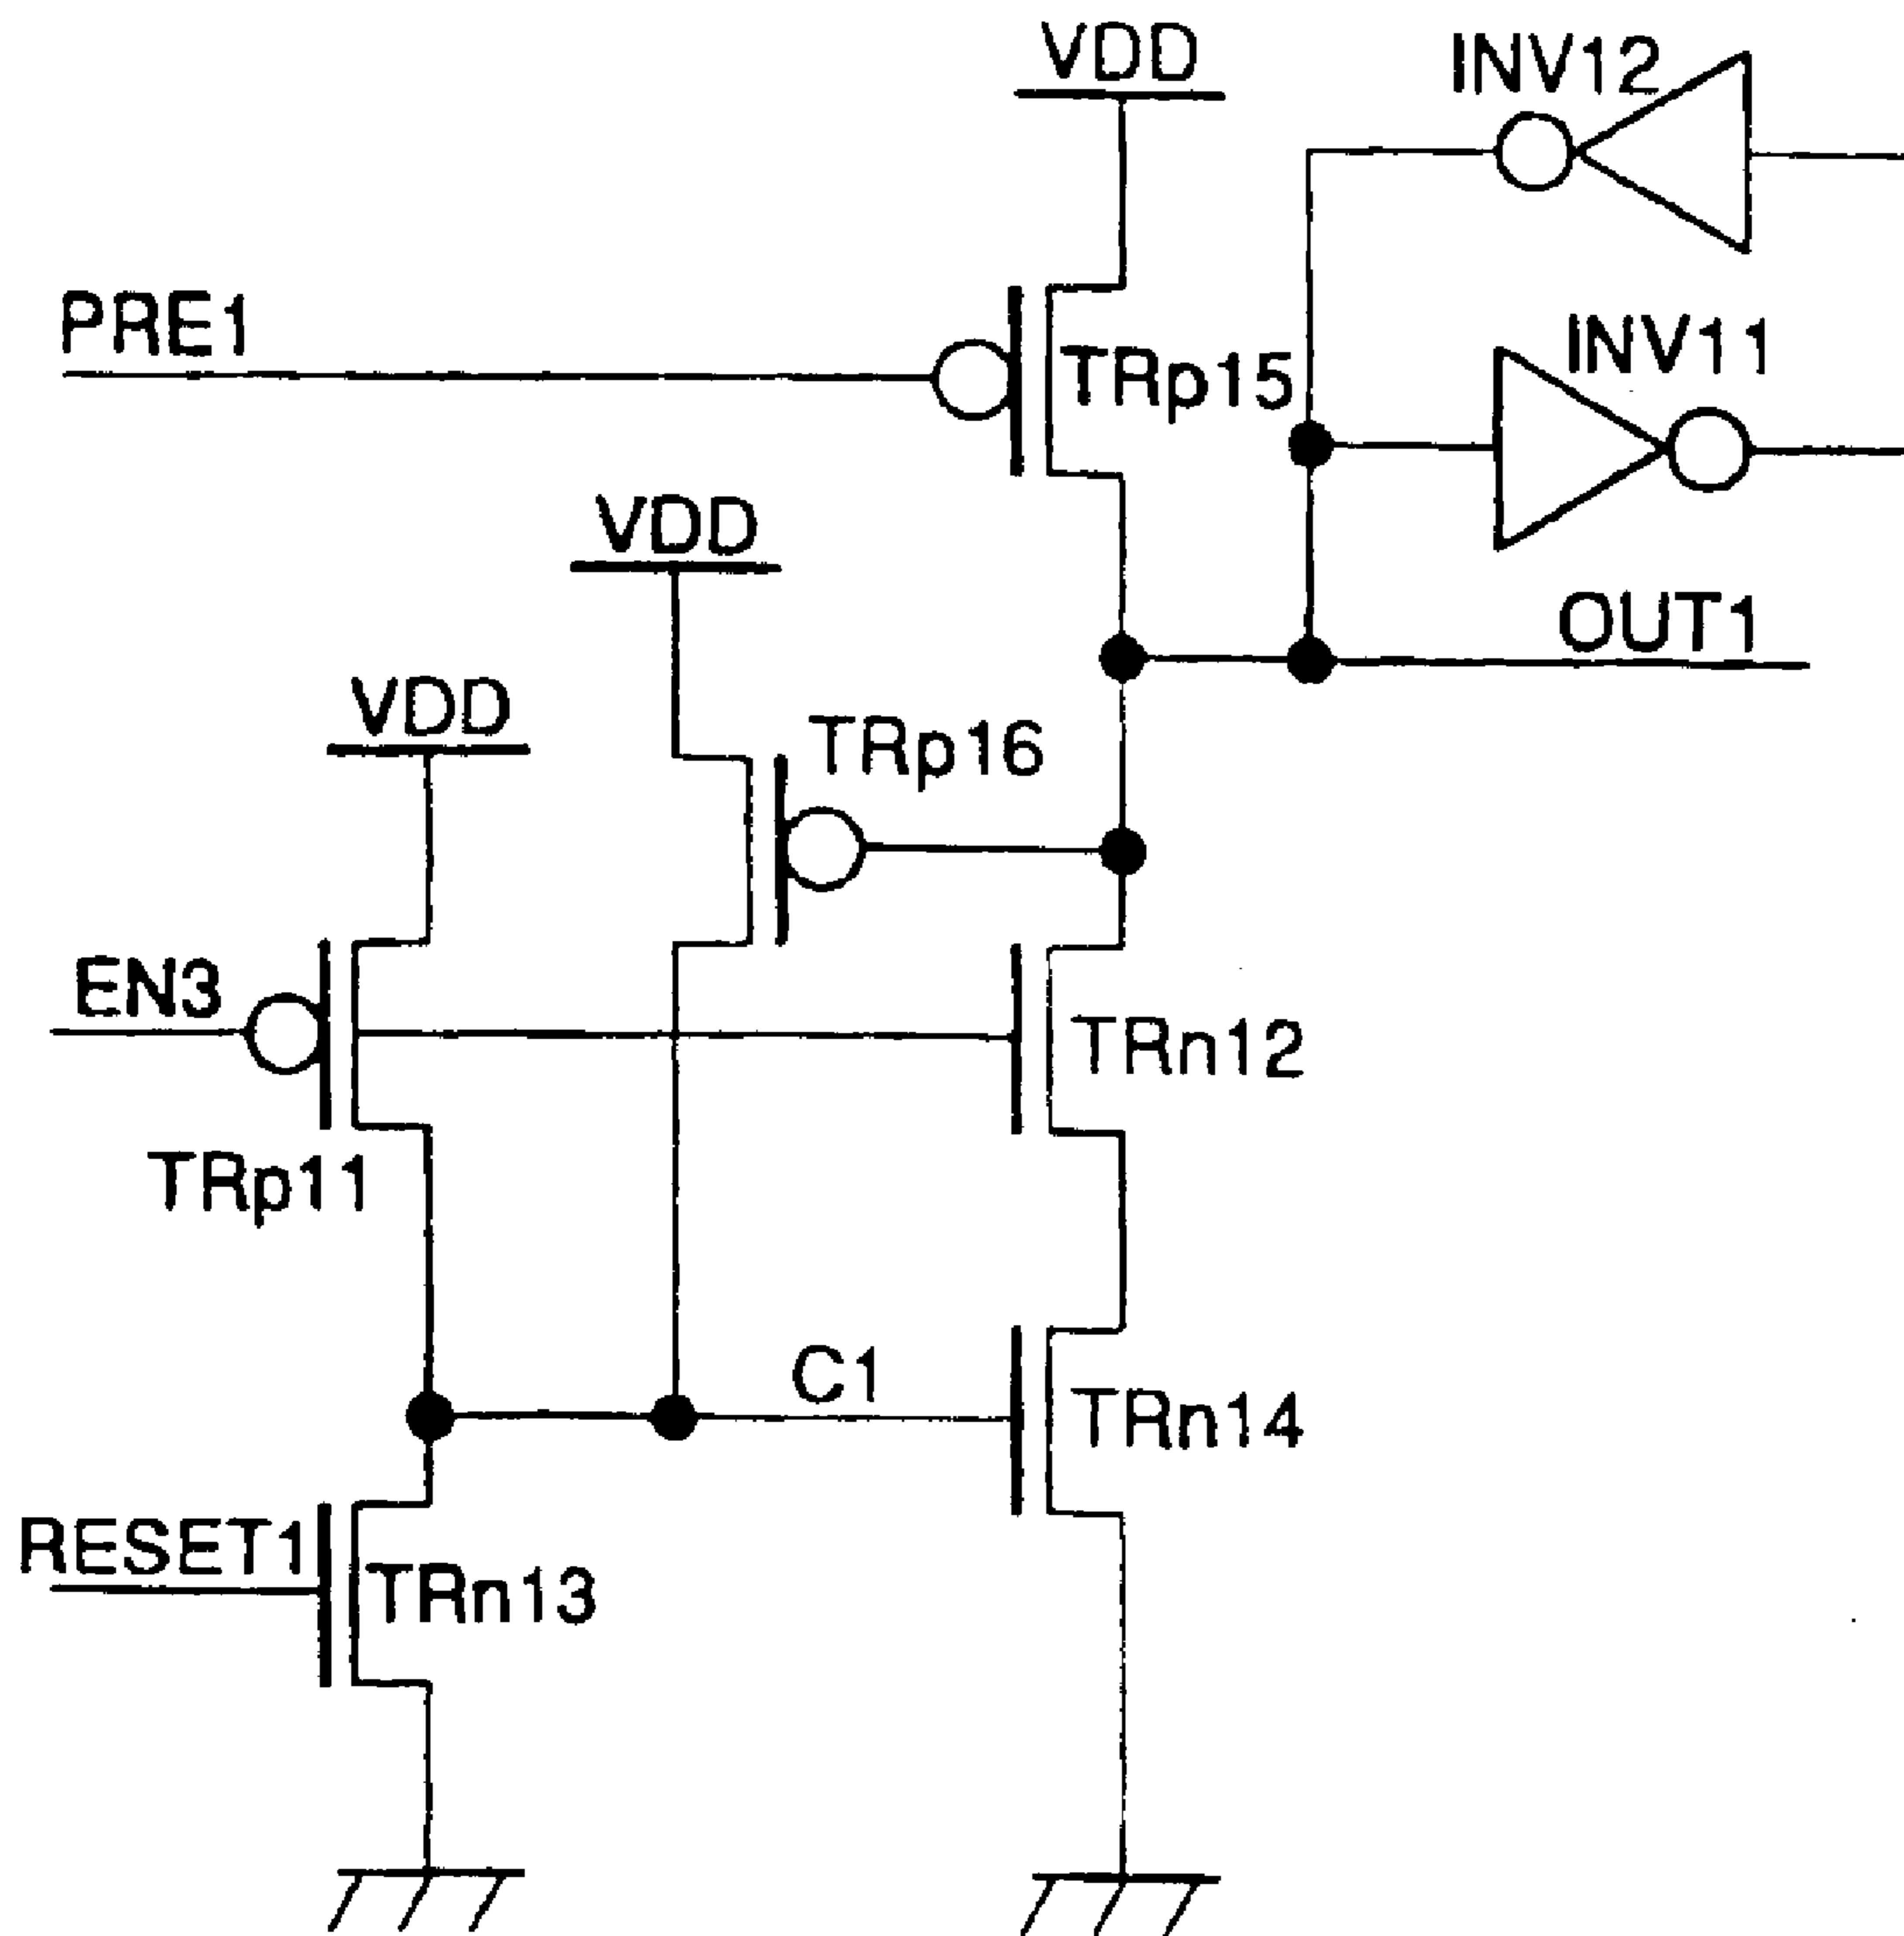 VDD
INV12
PRE1
TRp15
INV11
VDD
OUT1
VDD
TRp16
EN3
TRn12
TRp11
C1
TRn14
RESET1
TRn13